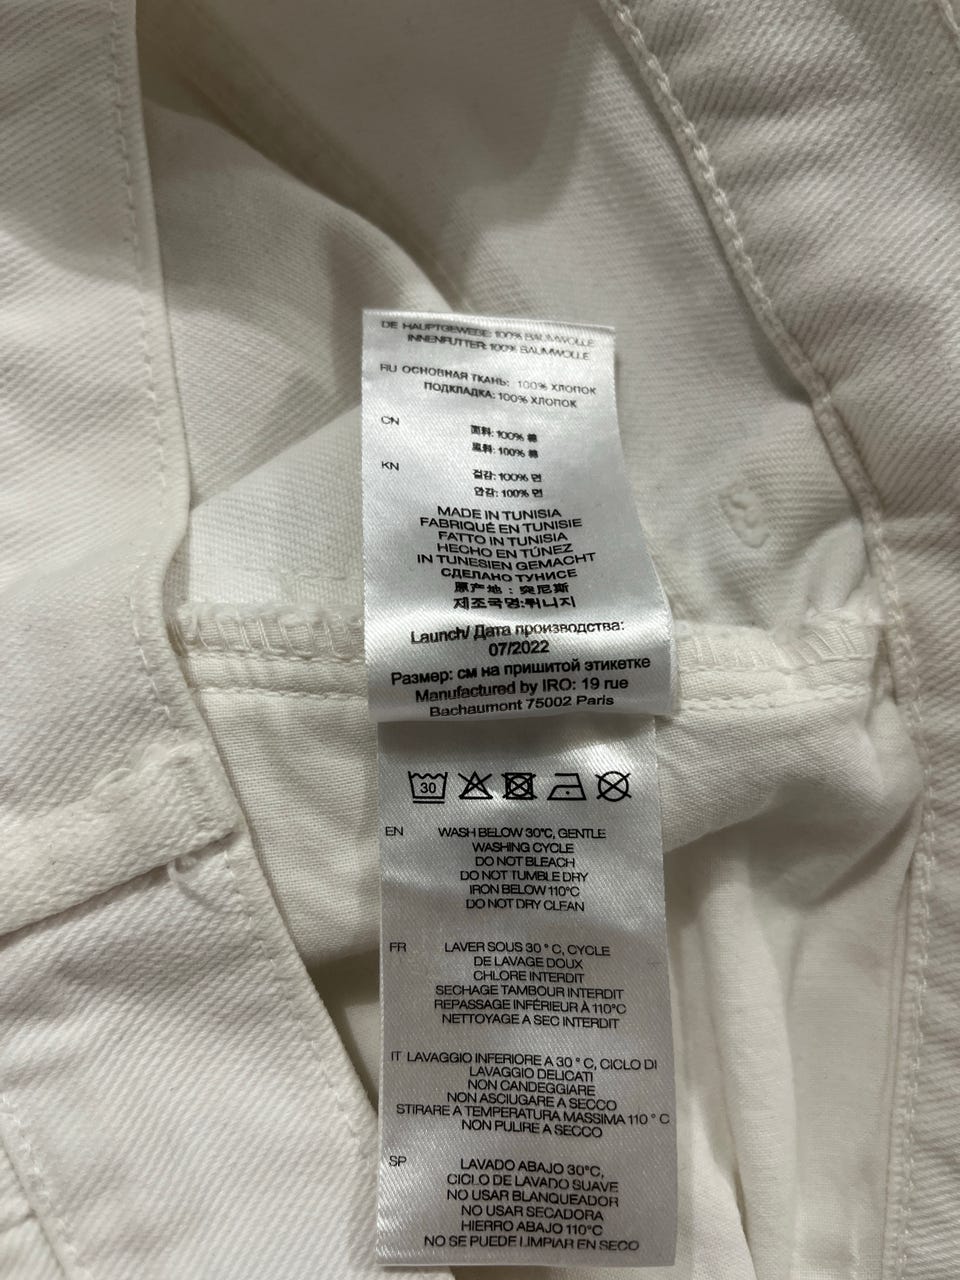 DE HAUPTGEWEBE: 100% BAUMWOLLE
INNENFUTTER: 100% BAUMWOLLE
RU ОСНОВНАЯ ТКАНЬ: 100% ХЛОПОК
ПОДКЛАДКА: 100% ХЛОПОК
CN 面料: 100% 棉
里料: 100% 棉
KN 겉감: 100% 면
안감: 100% 면
MADE IN TUNISIA
FABRIQUÉ EN TUNISIE
FATTO IN TUNISIA
HECHO EN TÚNEZ
IN TUNESIEN GEMACHT
СДЕЛАНО ТУНИСЕ
原产地：突尼斯
제조국명:튀니지
Launch/ Дата производства:
07/2022
Размер: см на пришитой этикетке
Manufactured by IRO: 19 rue
Bachaumont 75002 Paris
30
EN WASH BELOW 30°C, GENTLE
WASHING CYCLE
DO NOT BLEACH
DO NOT TUMBLE DRY
IRON BELOW 110°C
DO NOT DRY CLEAN
FR LAVER SOUS 30 ° C, CYCLE
DE LAVAGE DOUX
CHLORE INTERDIT
SECHAGE TAMBOUR INTERDIT
REPASSAGE INFÉRIEUR À 110°C
NETTOYAGE A SEC INTERDIT
IT LAVAGGIO INFERIORE A 30 ° C, CICLO DI
LAVAGGIO DELICATI
NON CANDEGGIARE
NON ASCIUGARE A SECCO
STIRARE A TEMPERATURA MASSIMA 110 ° C
NON PULIRE A SECCO
SP LAVADO ABAJO 30°C,
CICLO DE LAVADO SUAVE
NO USAR BLANQUEADOR
NO USAR SECADORA
HIERRO ABAJO 110°C
NO SE PUEDE LIMPIAR EN SECO